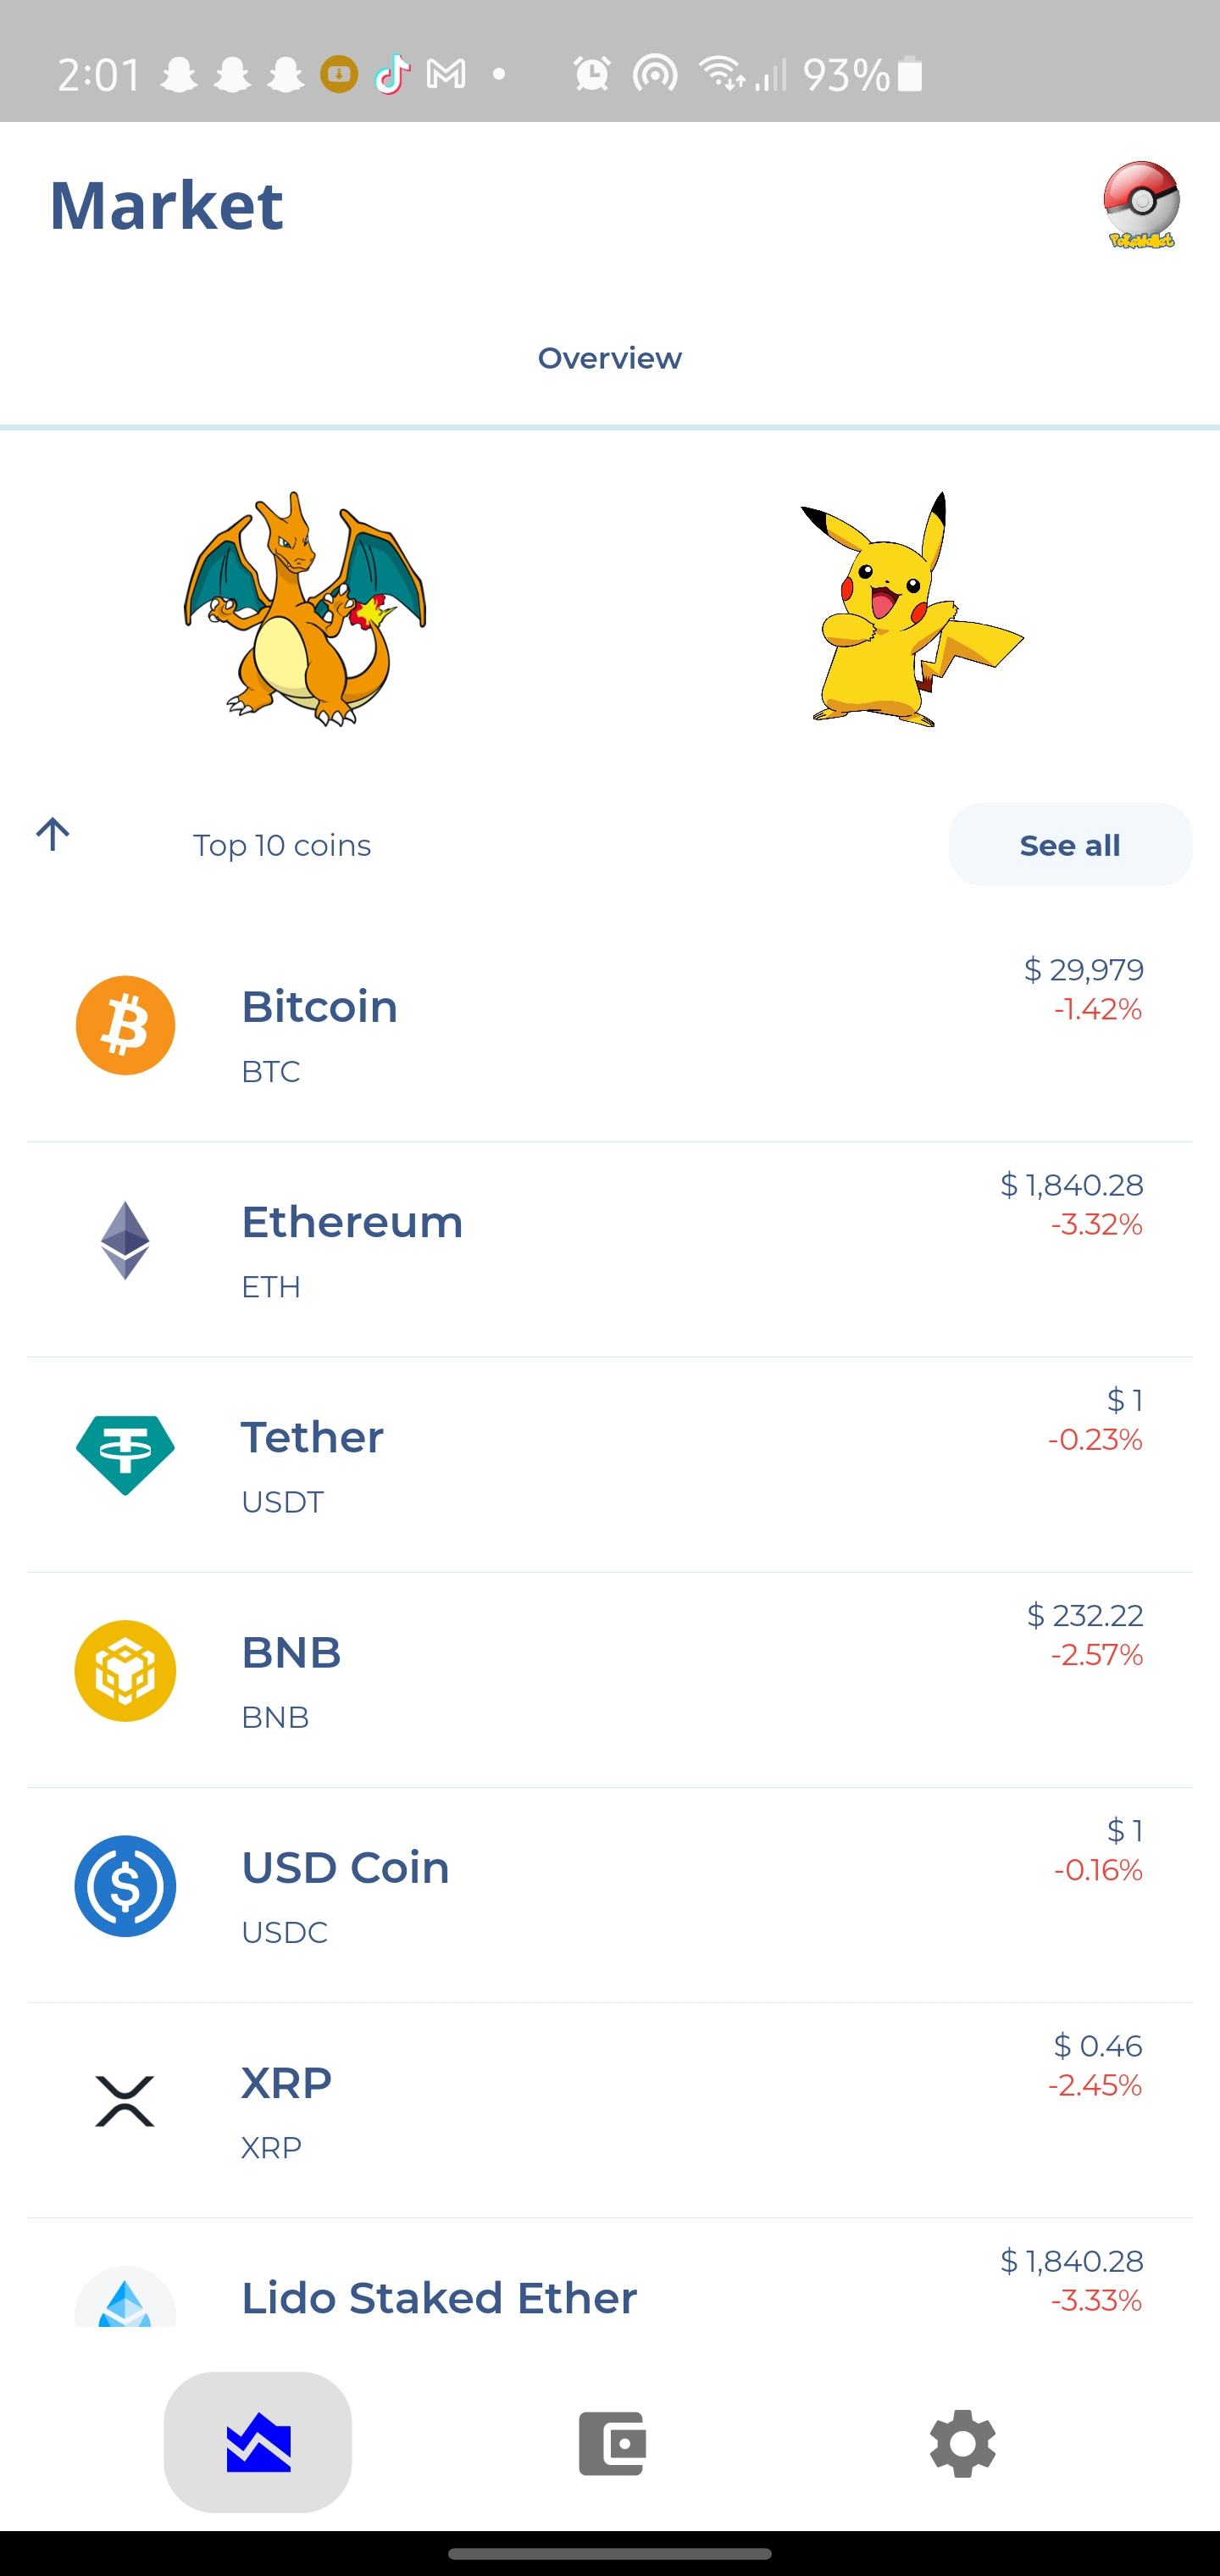 2:01 93%
Market
PokeWallet
Overview
Top 10 coins
See all
$ 29,979
Bitcoin
-1.42%
BTC
$ 1,840.28
Ethereum
-3.32%
ETH
$ 1
Tether
-0.23%
USDT
$ 232.22
BNB
-2.57%
BNB
$ 1
USD Coin
-0.16%
USDC
$ 0.46
XRP
-2.45%
XRP
$ 1,840.28
Lido Staked Ether
-3.33%